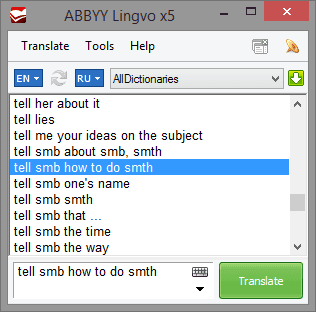 ABBYY Lingvo x5
Translate Tools Help
EN RU All Dictionaries
tell her about it
tell lies
tell me your ideas on the subject
tell smb about smb, smth
tell smb how to do smth
tell smb one's name
tell smb smth
tell smb that ...
tell smb the time
tell smb the way
tell smb how to do smth
Translate